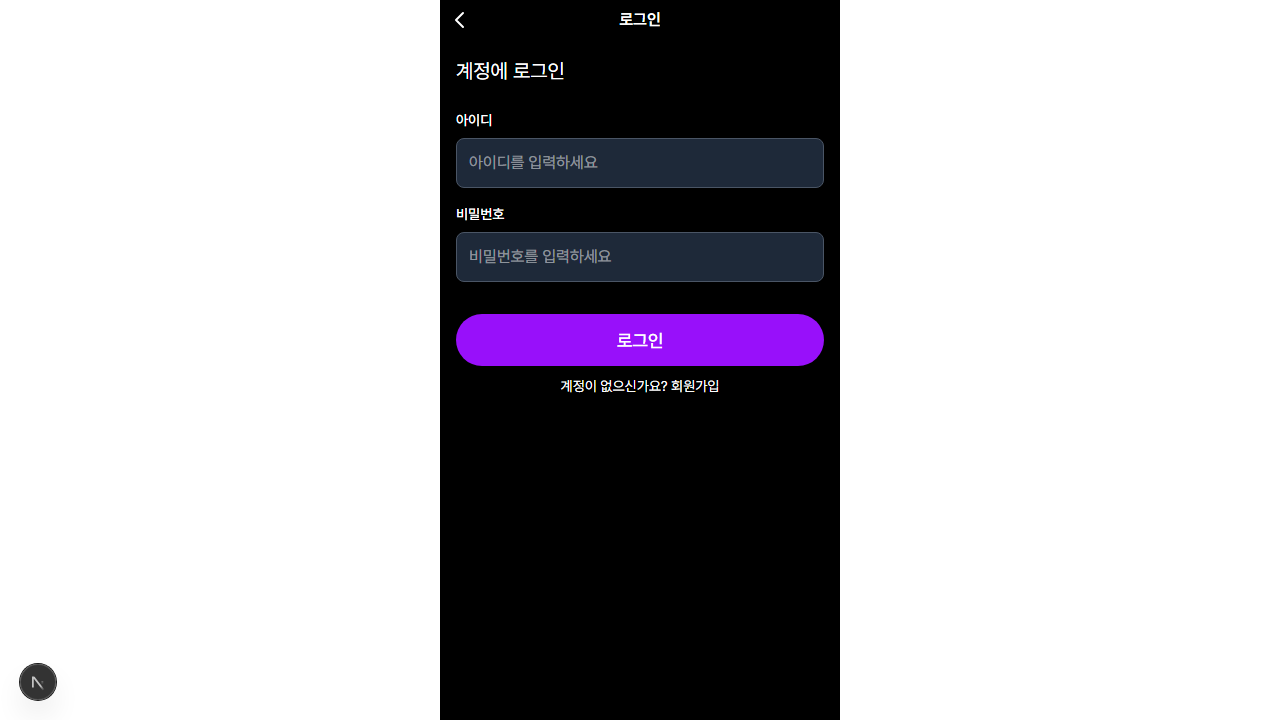 로그인
계정에 로그인
아이디
아이디를 입력하세요
비밀번호
비밀번호를 입력하세요
로그인
계정이 없으신가요? 회원가입